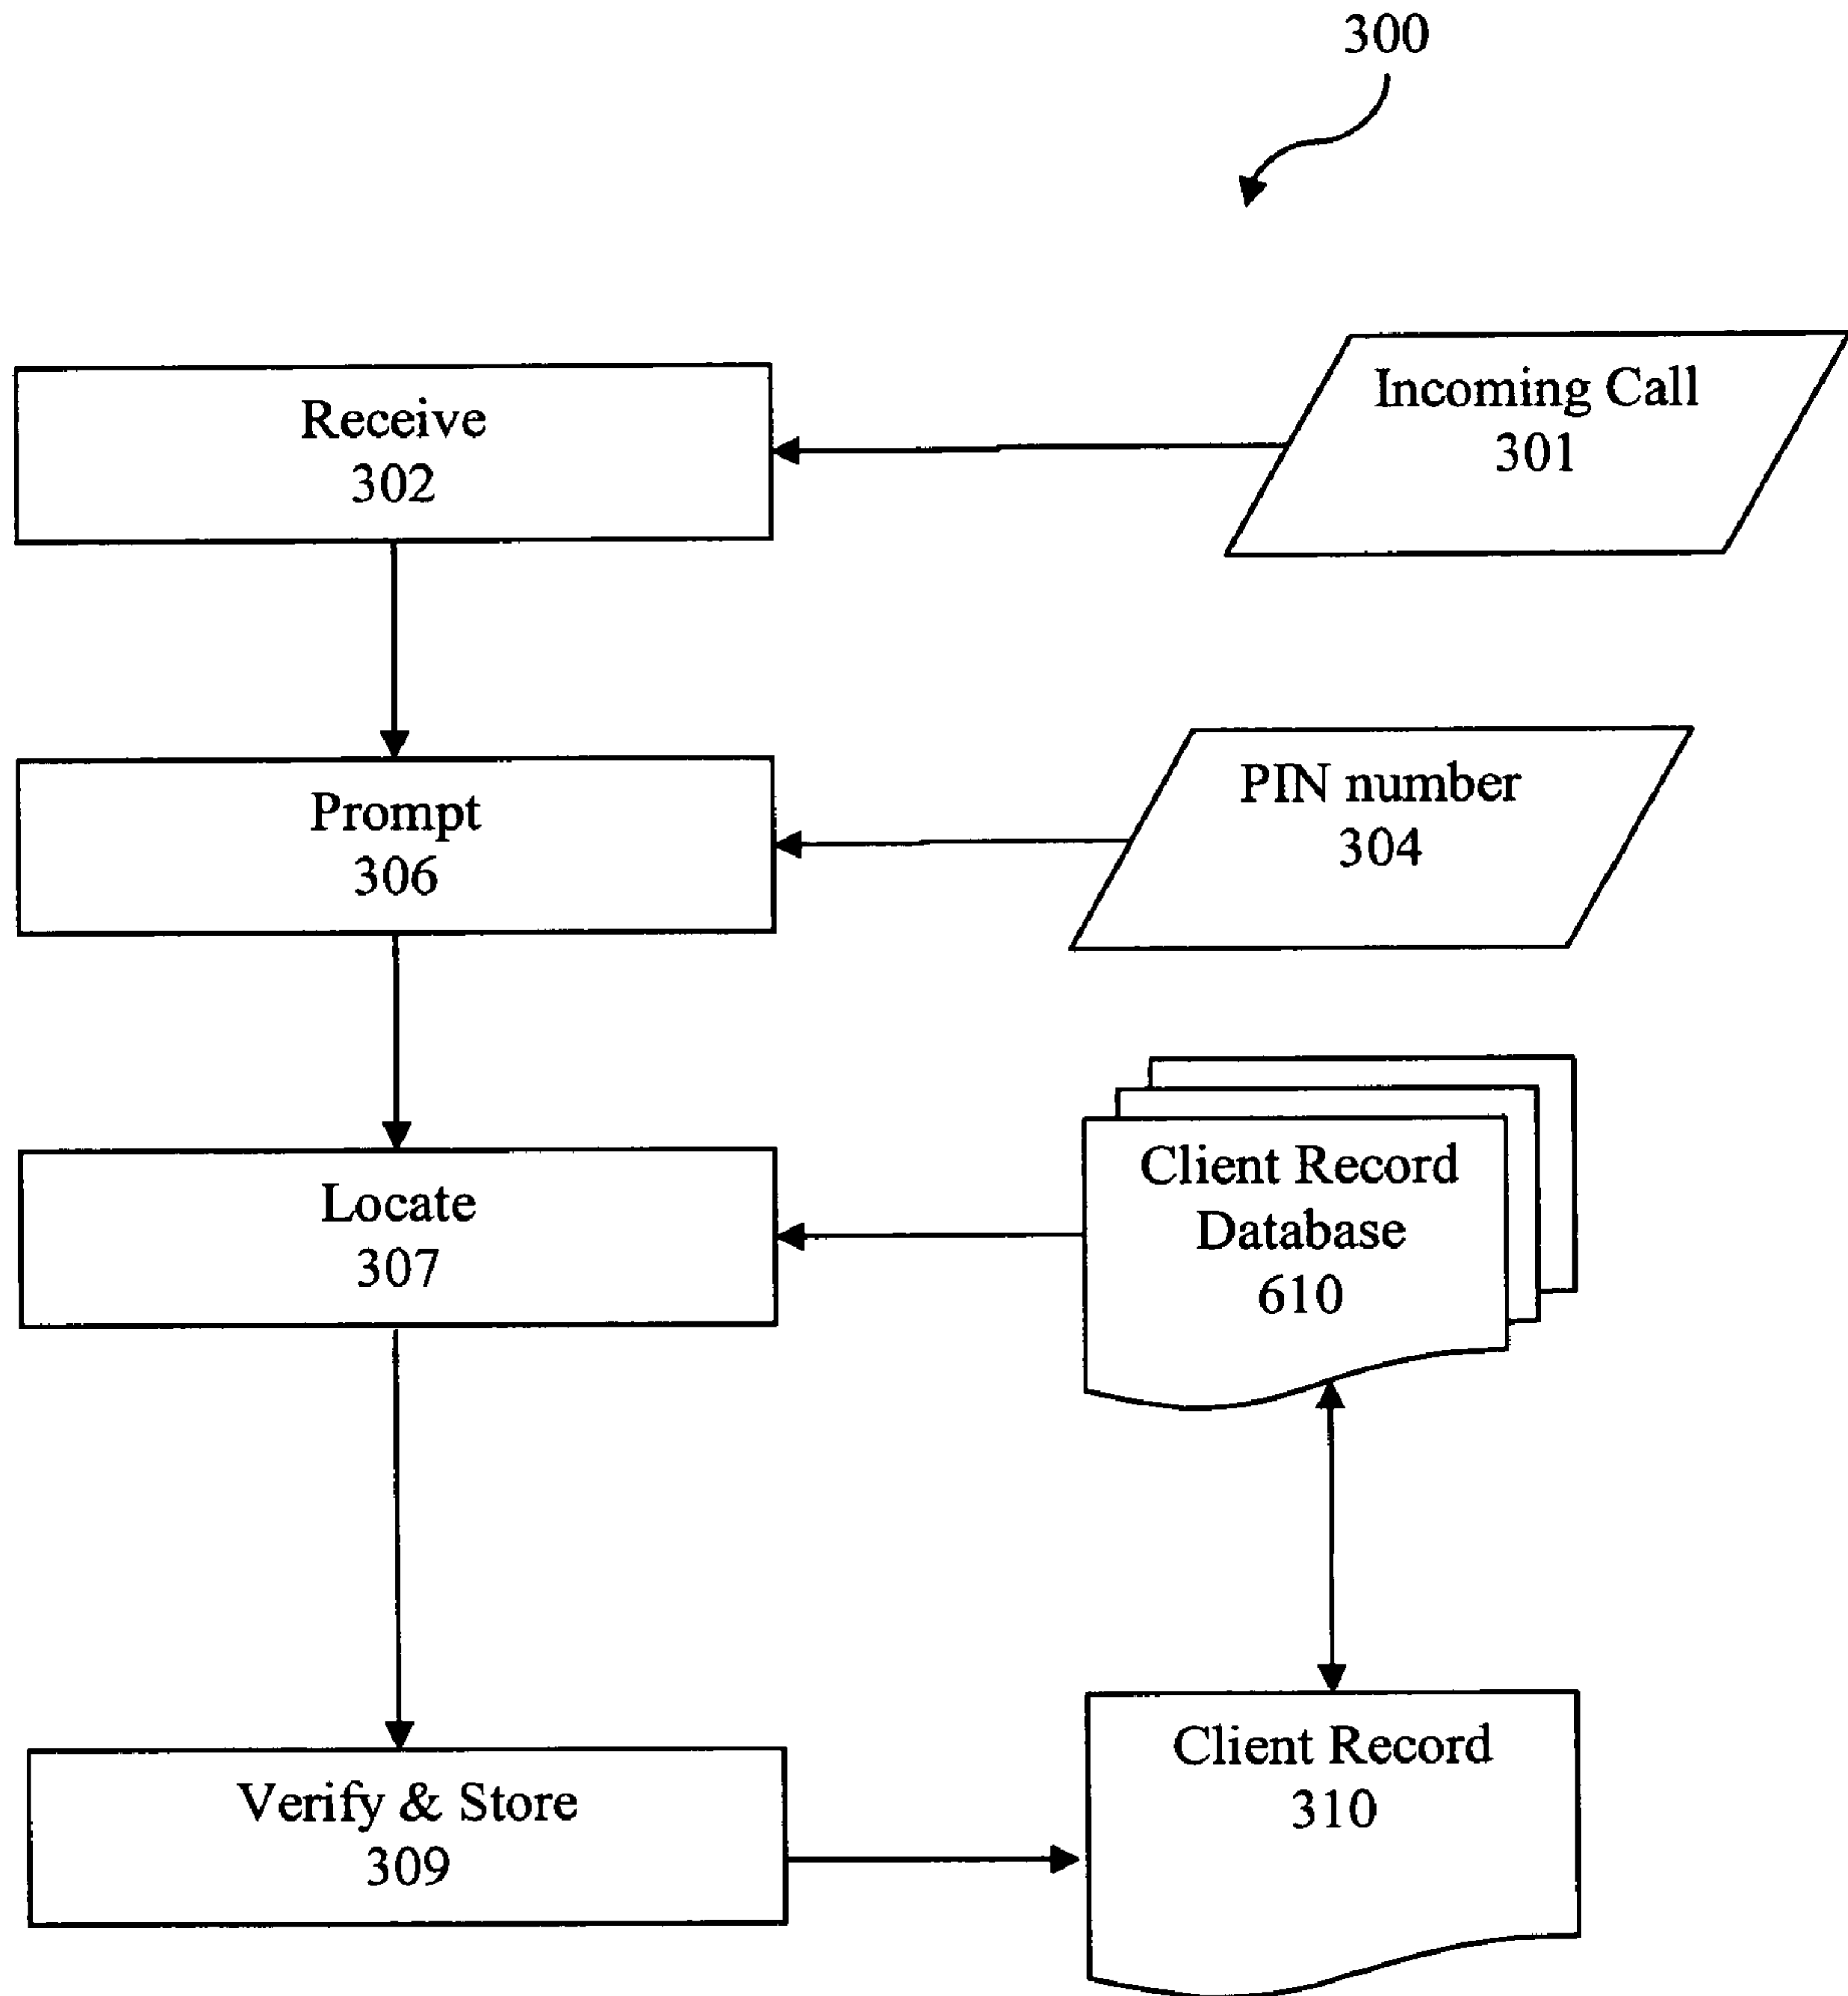 300
Incoming Call
301
Receive
302
PIN number
304
Prompt
306
Client Record
Database
610
Locate
307
Client Record
310
Verify & Store
309